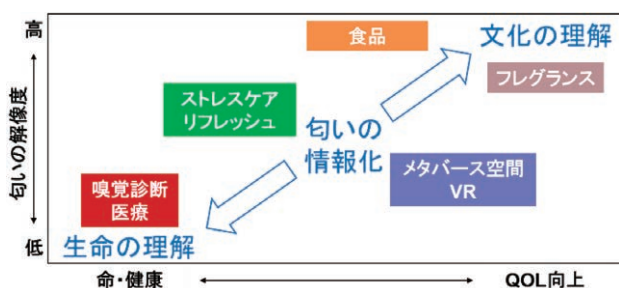 高
食品
文化の理解
フレグランス
ストレスケア
リフレッシュ
匂いの
情報化
匂いの解像度
メタバース空間
VR
嗅覚診断
医療
低
生命の理解
命・健康
QOL向上